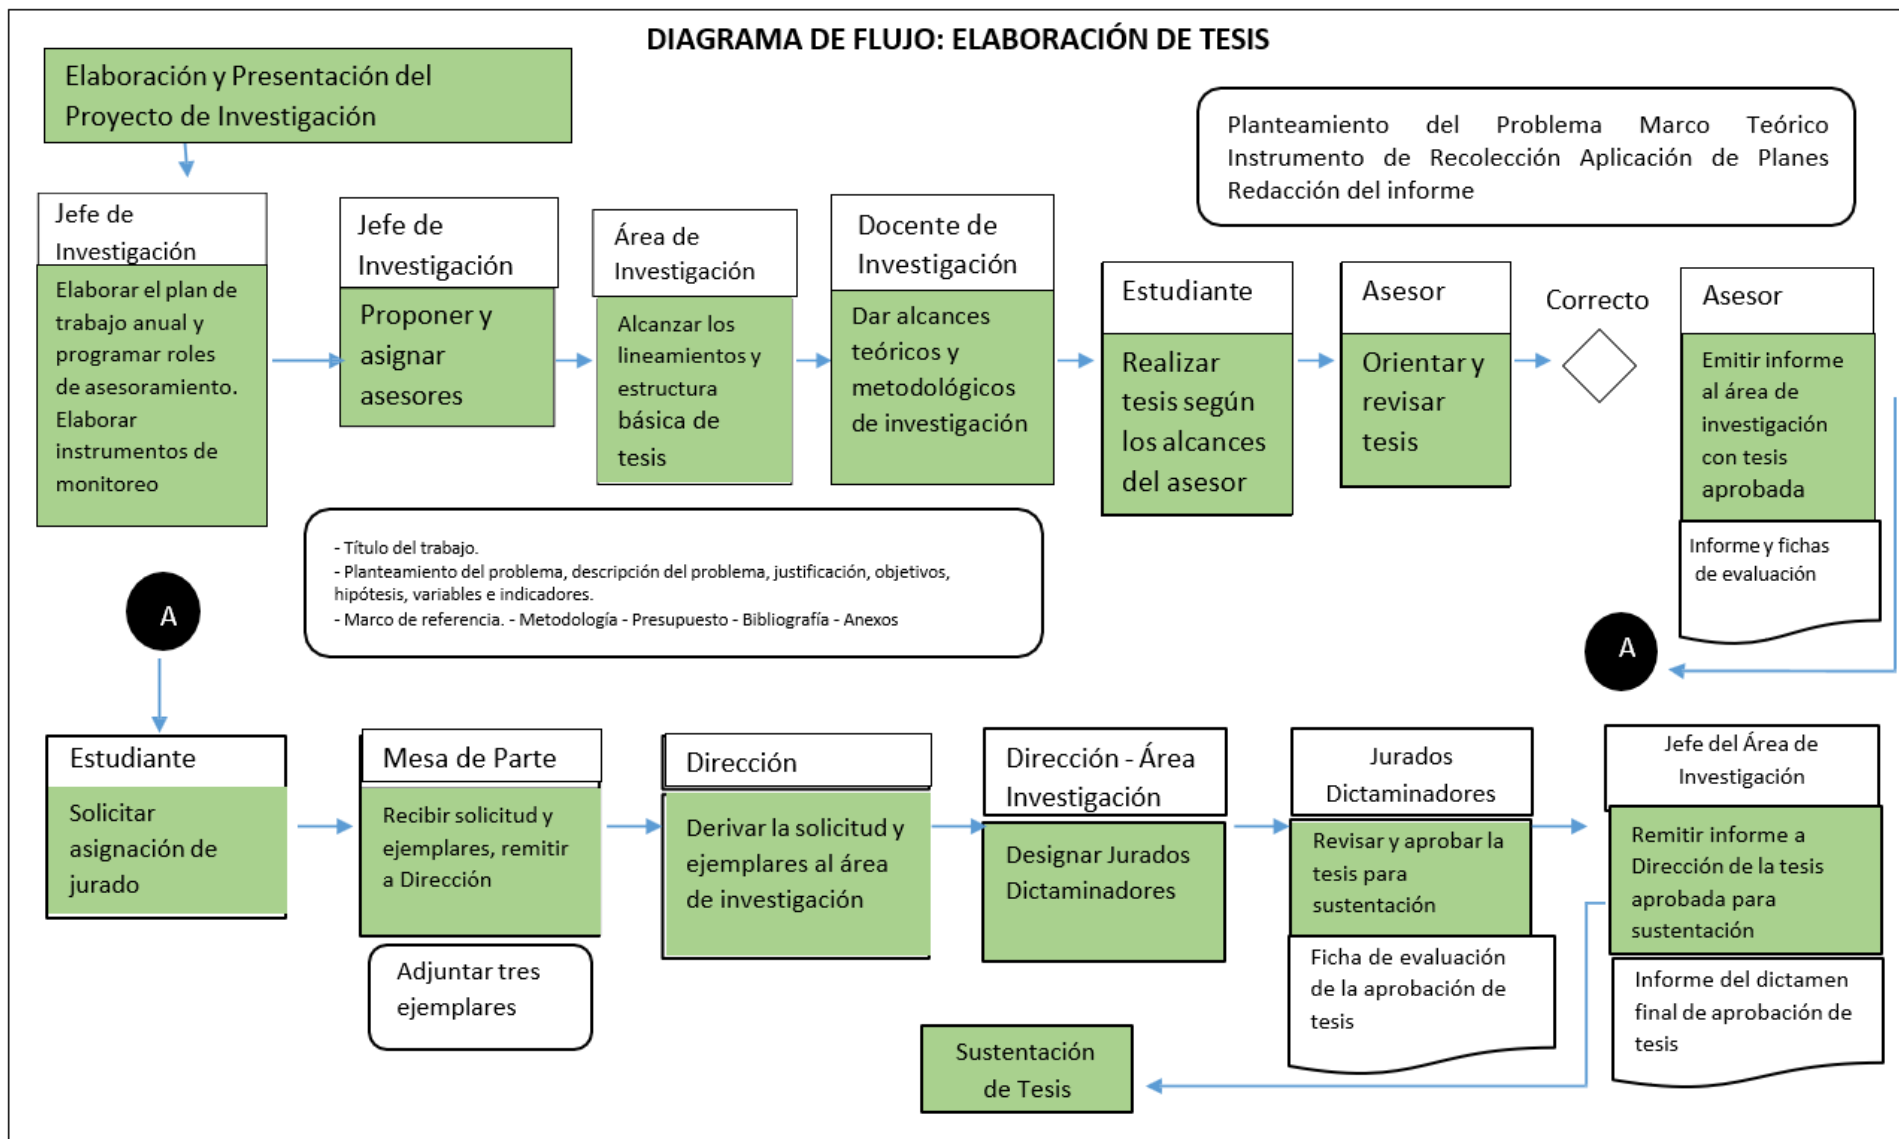 DIAGRAMA DE FLUJO: ELABORACIÓN DE TESIS
Elaboración y Presentación del
Proyecto de Investigación
Planteamiento del Problema Marco Teórico
Instrumento de Recolección Aplicación de Planes
Redacción del informe
Jefe de
Investigación
Elaborar el plan de
trabajo anual y
programar roles
de asesoramiento.
Elaborar
instrumentos de
monitoreo
Jefe de
Investigación
Proponer y
asignar
asesores
Área de
Investigación
Alcanzar los
lineamientos y
estructura
básica de
tesis
Docente de
Investigación
Dar alcances
teóricos y
metodológicos
de investigación
Estudiante
Realizar
tesis según
los alcances
del asesor
Asesor
Orientar y
revisar
tesis
Correcto
Asesor
Emitir informe
al área de
investigación
con tesis
aprobada
Informe y fichas
de evaluación
- Título del trabajo.
- Planteamiento del problema, descripción del problema, justificación, objetivos,
hipótesis, variables e indicadores.
- Marco de referencia. - Metodología - Presupuesto - Bibliografía - Anexos
A
A
Estudiante
Solicitar
asignación de
jurado
Mesa de Parte
Recibir solicitud y
ejemplares, remitir
a Dirección
Adjuntar tres
ejemplares
Dirección
Derivar la solicitud y
ejemplares al área
de investigación
Dirección - Área
Investigación
Designar Jurados
Dictaminadores
Jurados
Dictaminadores
Revisar y aprobar la
tesis para
sustentación
Ficha de evaluación
de la aprobación de
tesis
Jefe del Área de
Investigación
Remitir informe a
Dirección de la tesis
aprobada para
sustentación
Informe del dictamen
final de aprobación de
tesis
Sustentación
de Tesis